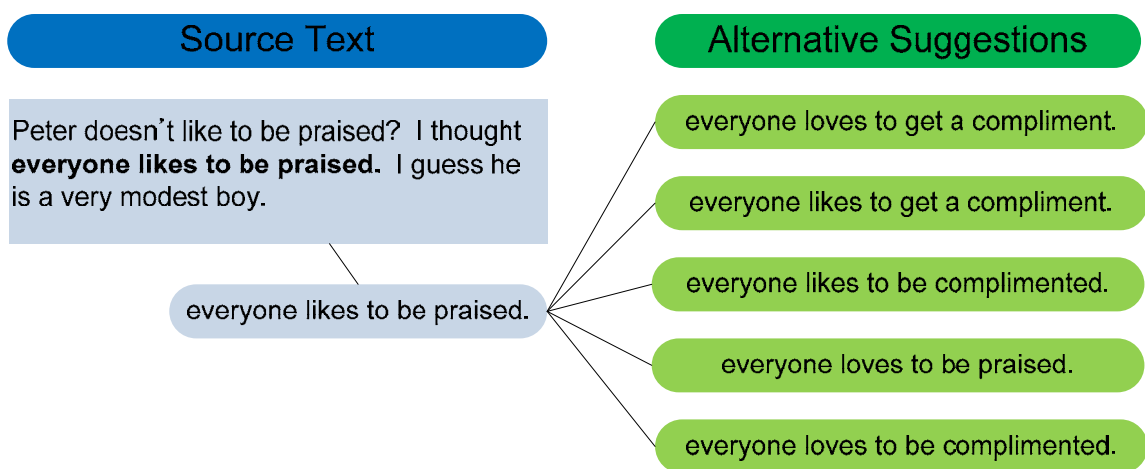 Source Text
Alternative Suggestions
Peter doesn't like to be praised? I thought
everyone likes to be praised. I guess he
is a very modest boy.
everyone likes to be praised.
everyone loves to get a compliment.
everyone likes to get a compliment.
everyone likes to be complimented.
everyone loves to be praised.
everyone loves to be complimented.